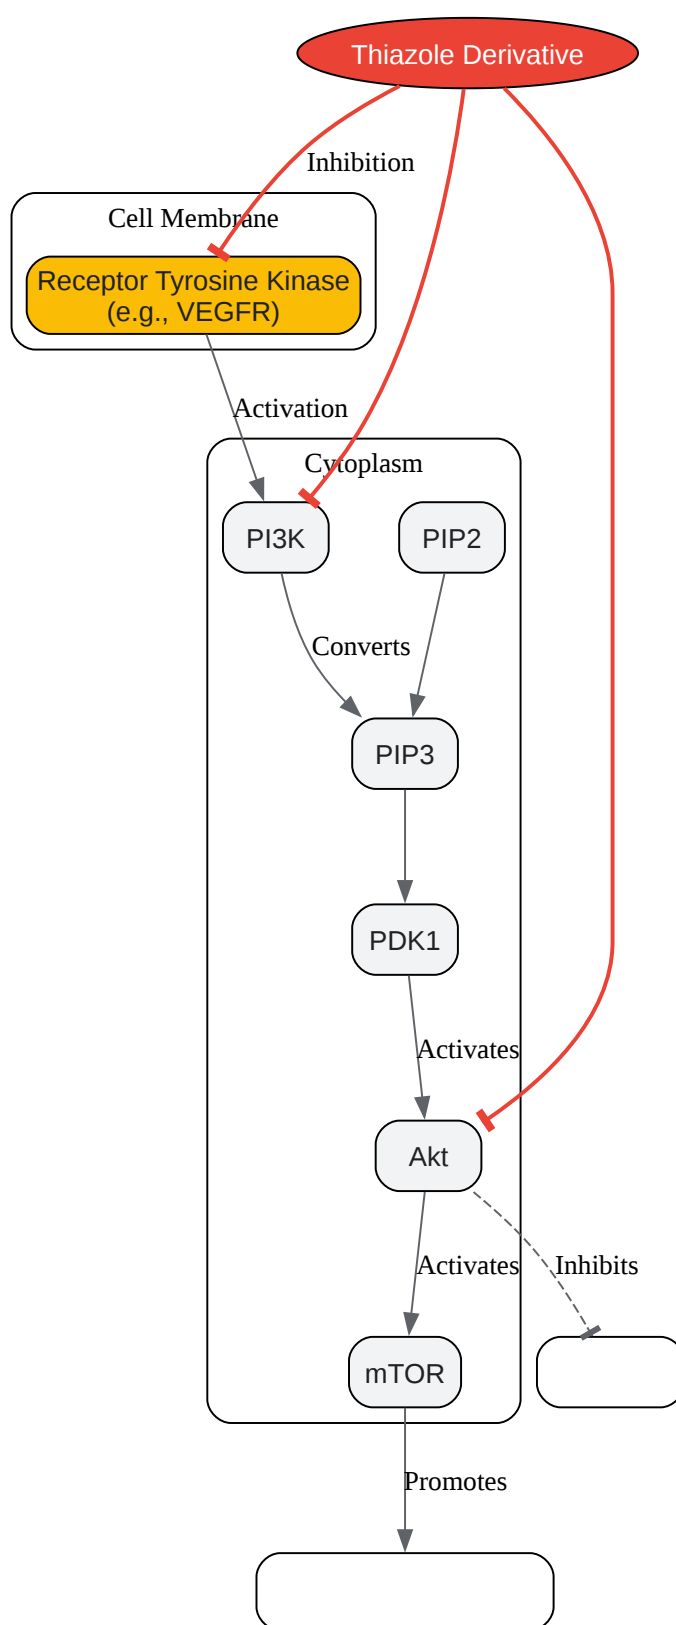 Thiazole Derivative
Inhibition
Cell Membrane
Receptor Tyrosine Kinase
(e.g., VEGFR)
Activation
Cytoplasm
PI3K
PIP2
Converts
PIP3
PDK1
Activates
Akt
Activates
Inhibits
mTOR
Promotes